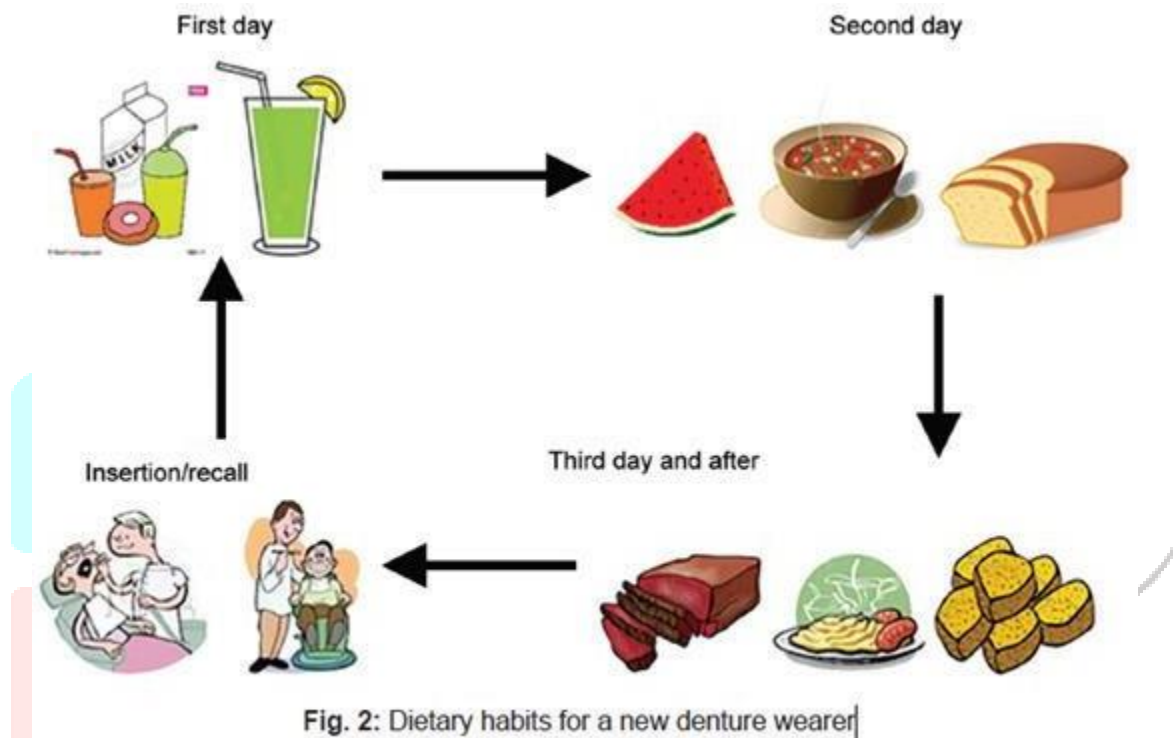 First day
Second day
MILK
Third day and after
Insertion/recall
Fig. 2: Dietary habits for a new denture wearer